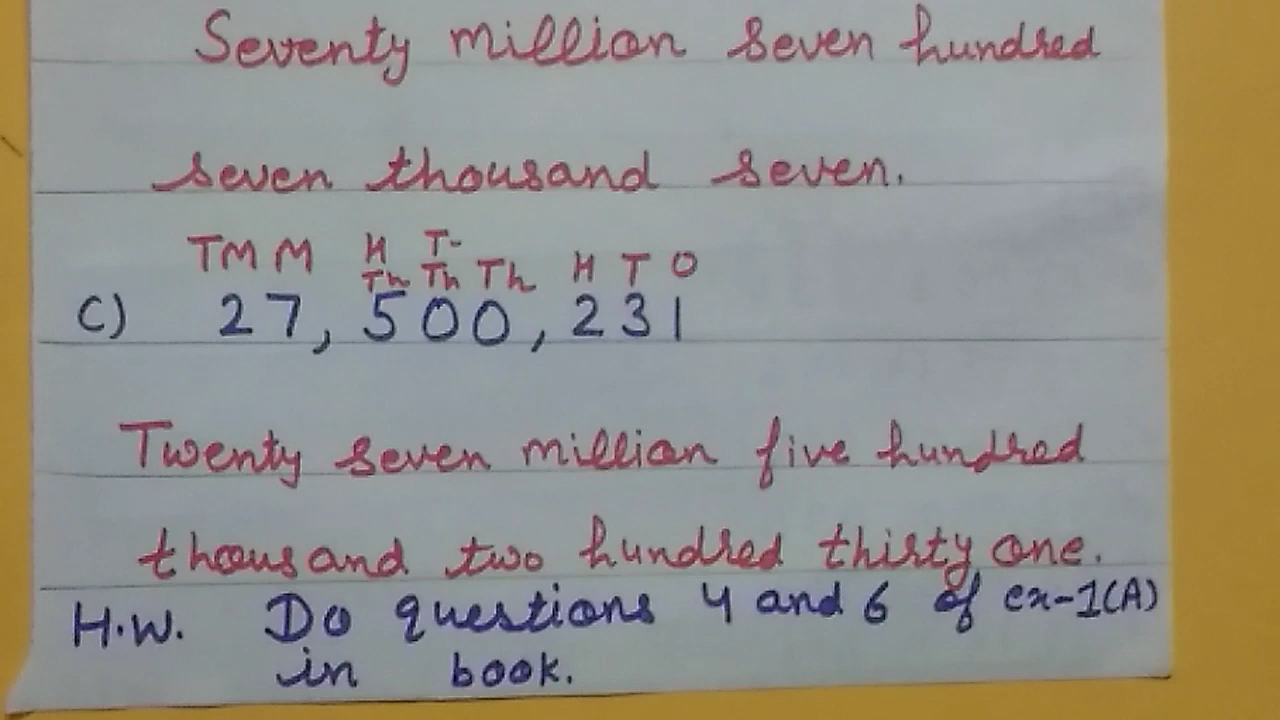 Seventy million seven hundred
seven thousand seven.
TM M H Th T- Th Th H T O
C) 27, 500, 231
Twenty seven million five hundred
thousand two hundred thirty one.
H.W. Do questions 4 and 6 of ex-1(A)
in book.